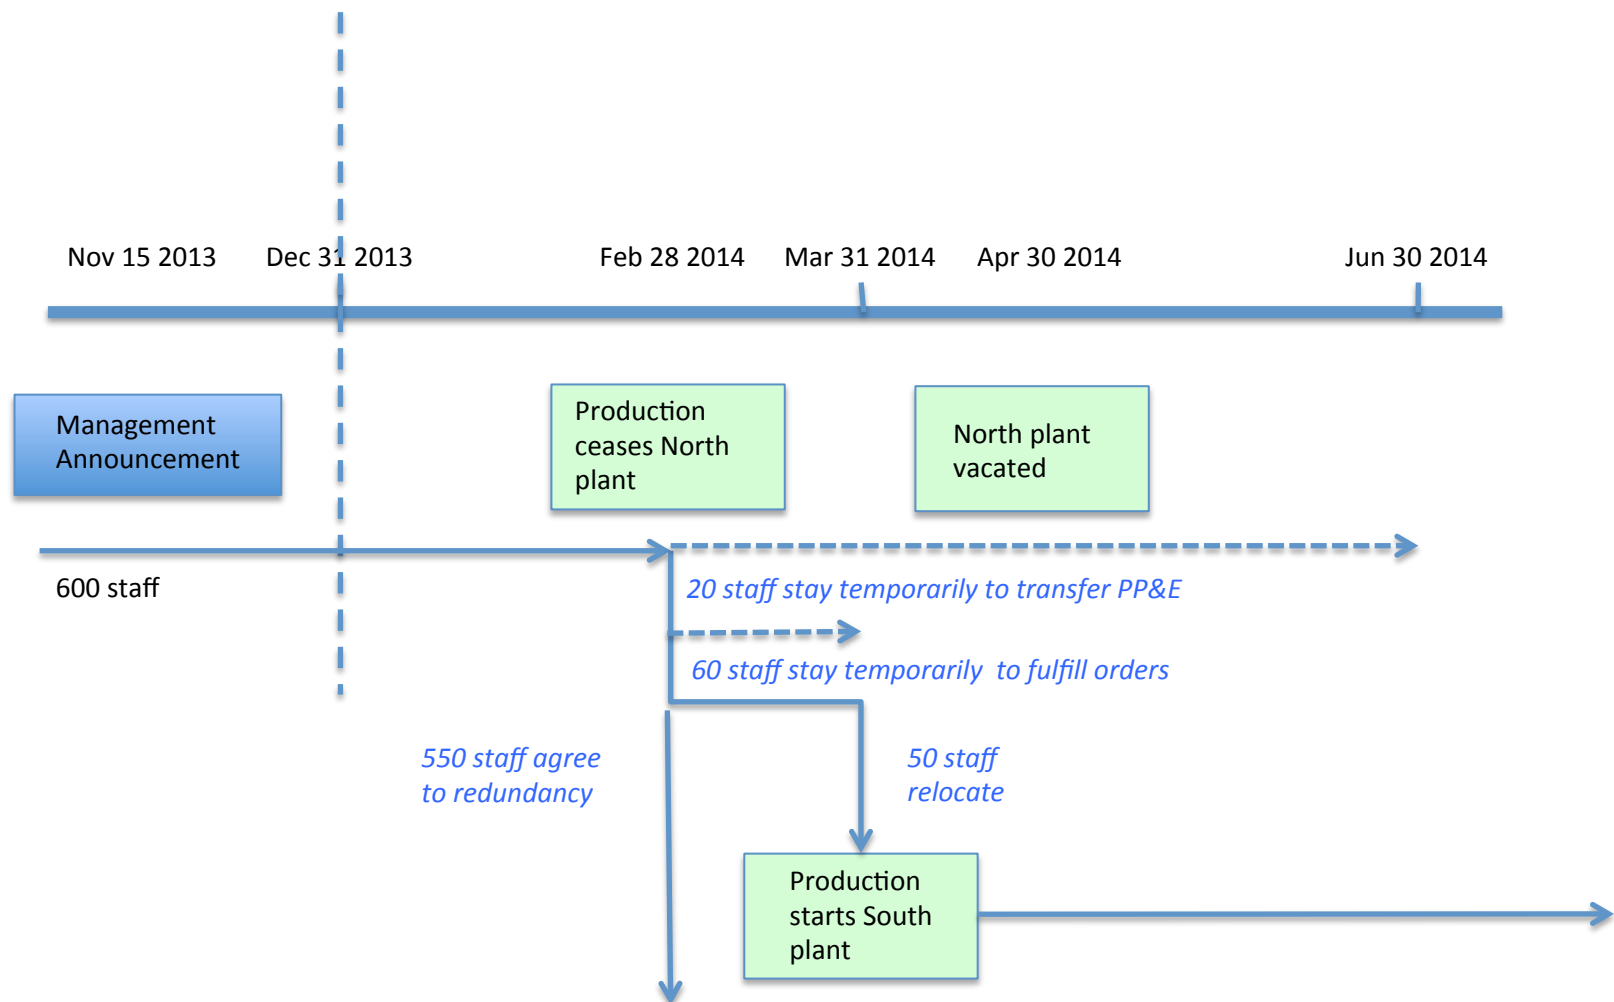 Nov 15 2013
Dec 31 2013
Feb 28 2014
Mar 31 2014
Apr 30 2014
Jun 30 2014
Management
Announcement
Production
ceases North
plant
North plant
vacated
600 staff
20 staff stay temporarily to transfer PP&E
60 staff stay temporarily  to fulfill orders
550 staff agree
to redundancy
50 staff
relocate
Production
starts South
plant